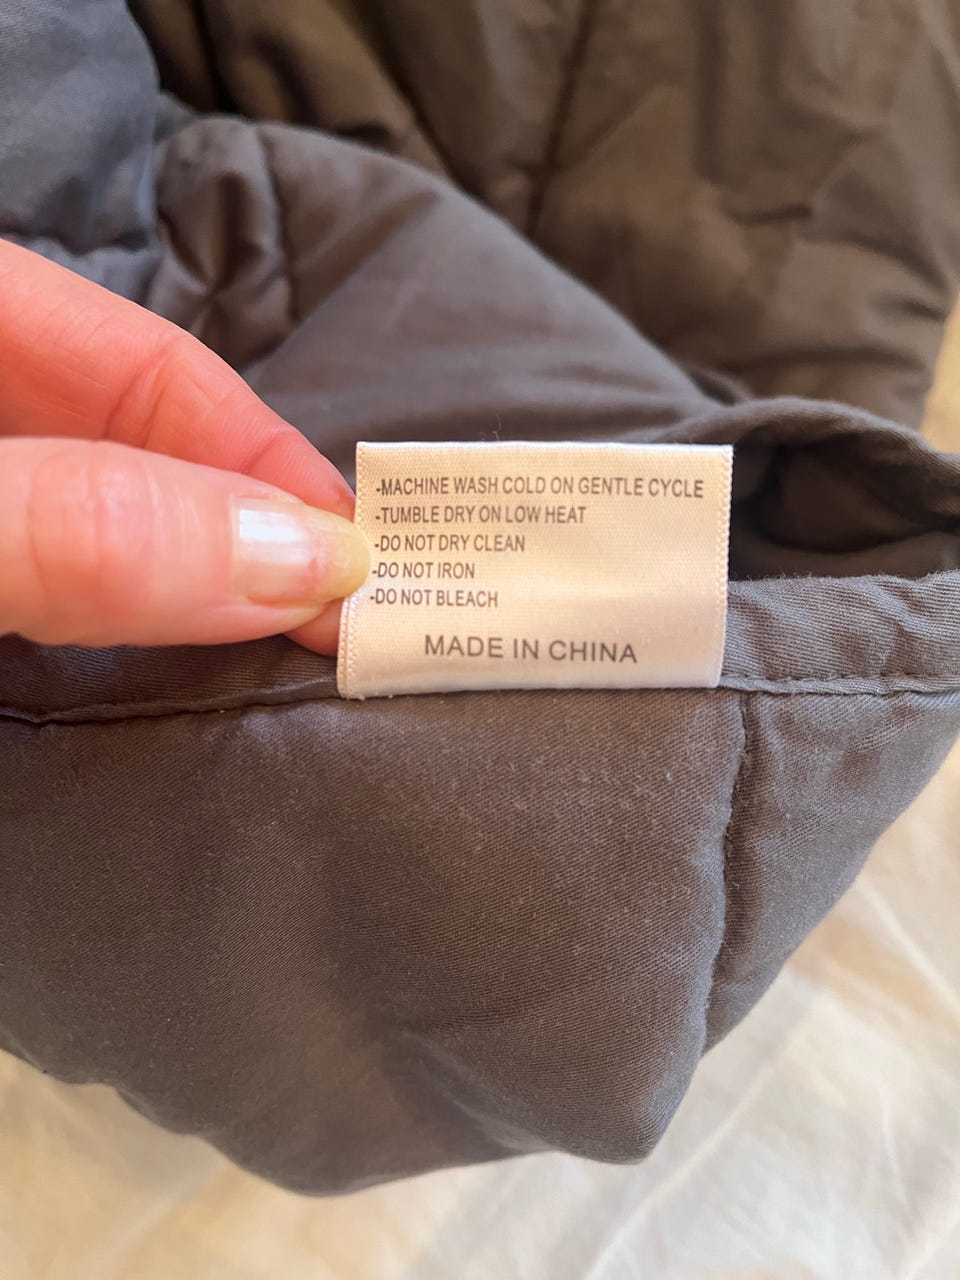 -MACHINE WASH COLD ON GENTLE CYCLE
-TUMBLE DRY ON LOW HEAT
-DO NOT DRY CLEAN
-DO NOT IRON
-DO NOT BLEACH
MADE IN CHINA